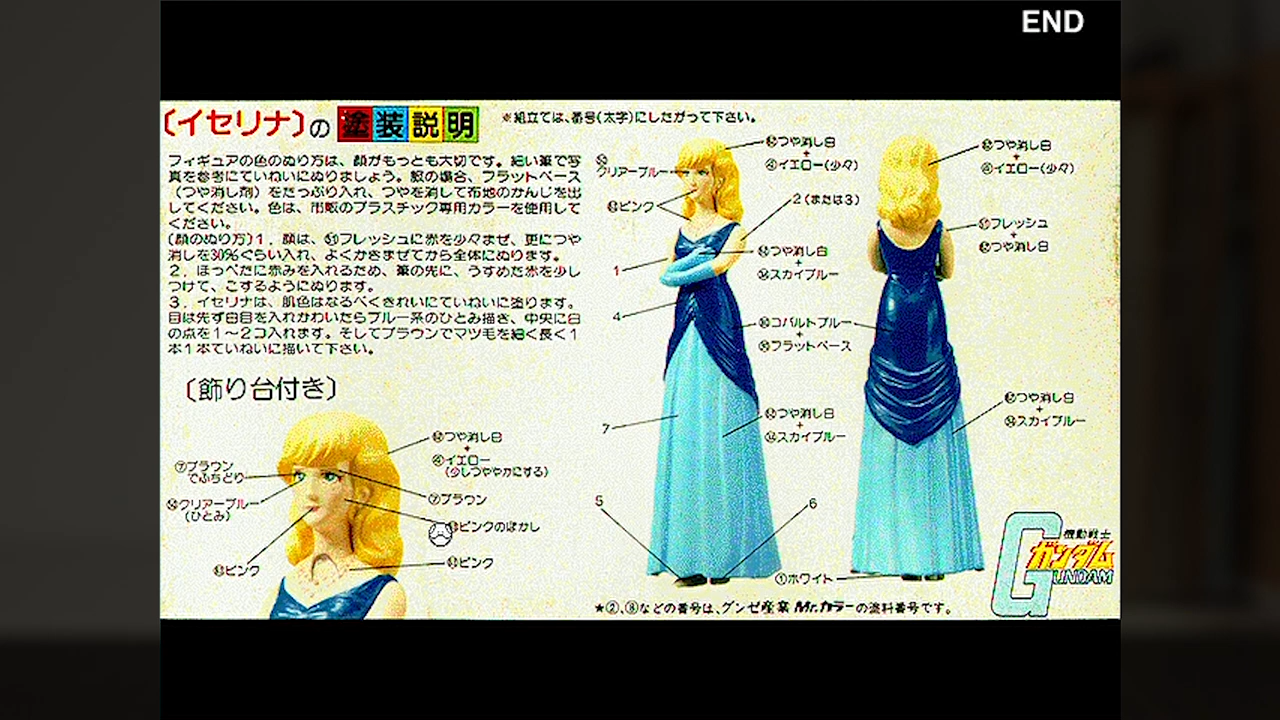 END
〔イセリナ〕の塗装説明
※組立ては、番号(太字)にしたがって下さい。
フィギュアの色のぬり方は、顔がもっとも大切です。細い筆で写
真を参考にていねいにぬりましょう。服の場合、フラットベース
(つや消し剤)をたっぷり入れ、つやを消して布地のかんじを出
してください。色は、市販のプラスチック専用カラーを使用して
ください。
〔顔のぬり方〕1．顔は、㊿フレッシュに赤を少々まぜ、更につや
消しを30％ぐらい入れ、よくかきまぜてから全体にぬります。
2．ほっぺたに赤みを入れるため、筆の先に、うすめた赤を少し
つけて、こするようにぬります。
3．イセリナは、肌色はなるべくきれいにていねいに塗ります。
目は先ず白目を入れかわいたらブルー系のひとみ描き、中央に白
の点を1〜2コ入れます。そしてブラウンでマツ毛を細く長く1
本1本ていねいに描いて下さい。
〔飾り台付き〕
つや消し白
+
④イエロー
(少しつややかにする)
⑦ブラウン
でふちどり
クリアーブルー
(ひとみ)
⑦ブラウン
ピンクのぼかし
ピンク
ピンク
クリアーブルー
ピンク
つや消し白
+
④イエロー(少々)
2(または3)
1
つや消し白
+
スカイブルー
4
コバルトブルー
+
フラットベース
7
つや消し白
+
スカイブルー
5
6
①ホワイト
つや消し白
+
④イエロー(少々)
フレッシュ
+
つや消し白
つや消し白
+
スカイブルー
機動戦士
ガンダム
GUNDAM
★②、⑧などの番号は、グンゼ産業 Mr.カラーの塗料番号です。